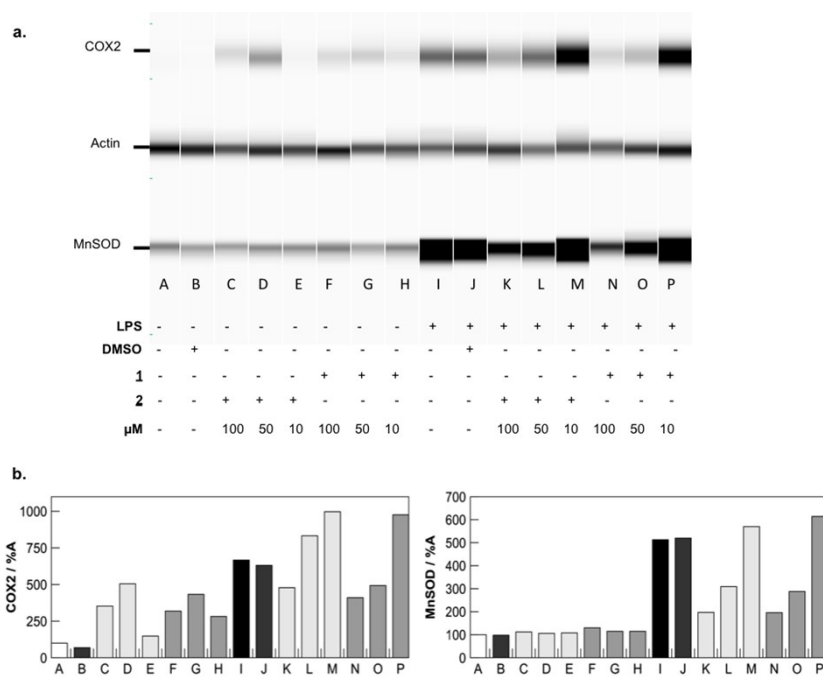 a.
COX2
Actin
MnSOD
A B C D E F G H I J K L M N O P
LPS - - - - - - - - + + + + + + + +
DMSO - + - - - - - - - + - - - - - -
1 - - - - - + + + - - - - - + + +
2 - - + + + - - - - - + + + - - -
µM - - 100 50 10 100 50 10 - - 100 50 10 100 50 10
b.
COX2 / %A
1000
750
500
250
0
A B C D E F G H I J K L M N O P
MnSOD / %A
700
600
500
400
300
200
100
0
A B C D E F G H I J K L M N O P